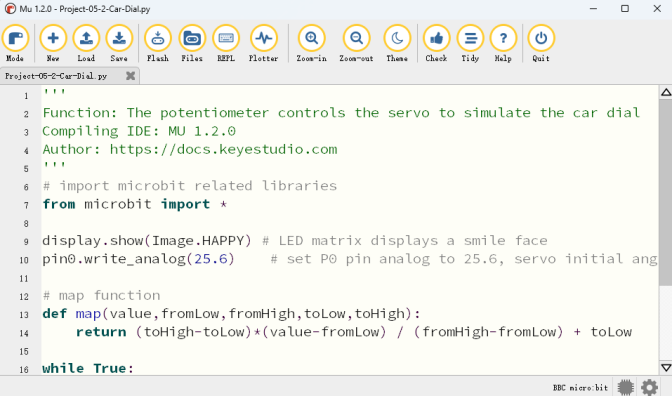 Mu 1.2.0 - Project-05-2-Car-Dial.py
Mode New Load Save Flash Files REPL Plotter Zoom-in Zoom-out Theme Check Tidy Help Quit
Project-05-2-Car-Dial.py
1 '''
2 Function: The potentiometer controls the servo to simulate the car dial
3 Compiling IDE: MU 1.2.0
4 Author: https://docs.keyestudio.com
5 '''
6 # import microbit related libraries
7 from microbit import *
8
9 display.show(Image.HAPPY) # LED matrix displays a smile face
10 pin0.write_analog(25.6)    # set P0 pin analog to 25.6, servo initial ang
11
12 # map function
13 def map(value,fromLow,fromHigh,toLow,toHigh):
14     return (toHigh-toLow)*(value-fromLow) / (fromHigh-fromLow) + toLow
15
16 while True:
BBC micro:bit